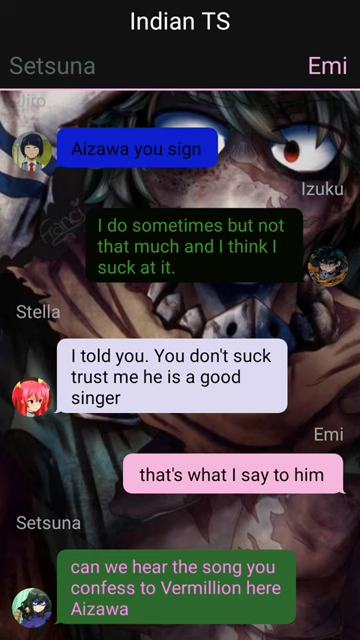 Indian TS
Setsuna
Emi
Jiro
Aizawa you sign
Izuku
I do sometimes but not
that much and I think I
suck at it.
Franci
Stella
I told you. You don't suck
trust me he is a good
singer
Emi
that's what I say to him
Setsuna
can we hear the song you
confess to Vermillion here
Aizawa